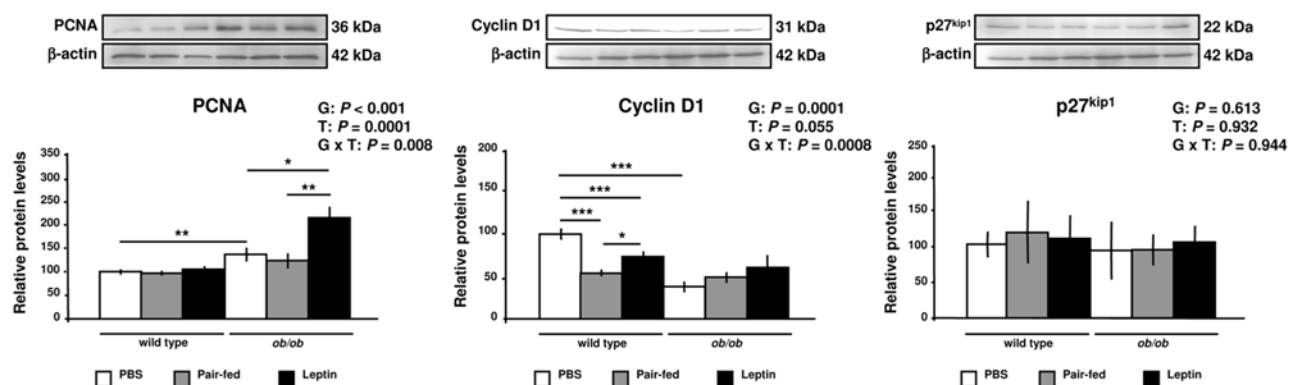 PCNA 36 kDa
β-actin 42 kDa
PCNA
G: P < 0.001
T: P = 0.0001
G x T: P = 0.008
Relative protein levels
350
300
250
200
150
100
50
0
*
**
**
wild type ob/ob
PBS Pair-fed Leptin
Cyclin D1 31 kDa
β-actin 42 kDa
Cyclin D1
G: P = 0.0001
T: P = 0.055
G x T: P = 0.0008
Relative protein levels
200
150
100
50
0
***
***
***
*
wild type ob/ob
PBS Pair-fed Leptin
p27kip1 22 kDa
β-actin 42 kDa
p27kip1
G: P = 0.613
T: P = 0.932
G x T: P = 0.944
Relative protein levels
250
200
150
100
50
0
wild type ob/ob
PBS Pair-fed Leptin